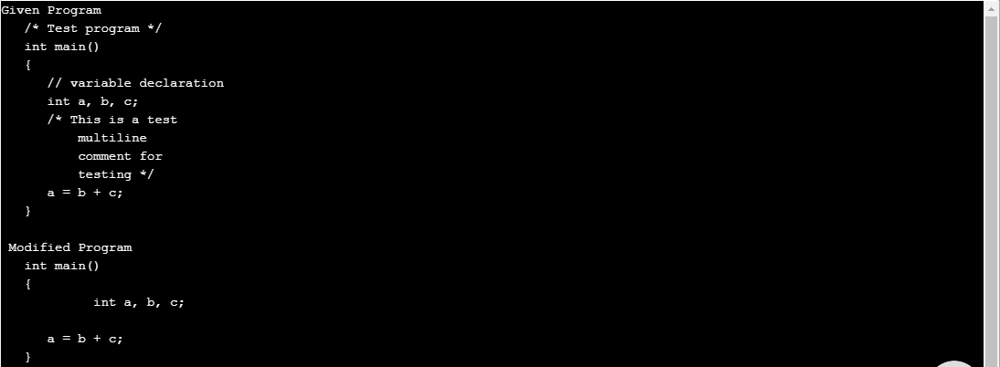 Given Program
/* Test program */
int main()
{
// variable declaration
int a, b, c;
/* This is a test
multiline
comment for
testing */
a = b + c;
}
Modified Program
int main()
{
int a, b, c;
a = b + c;
}